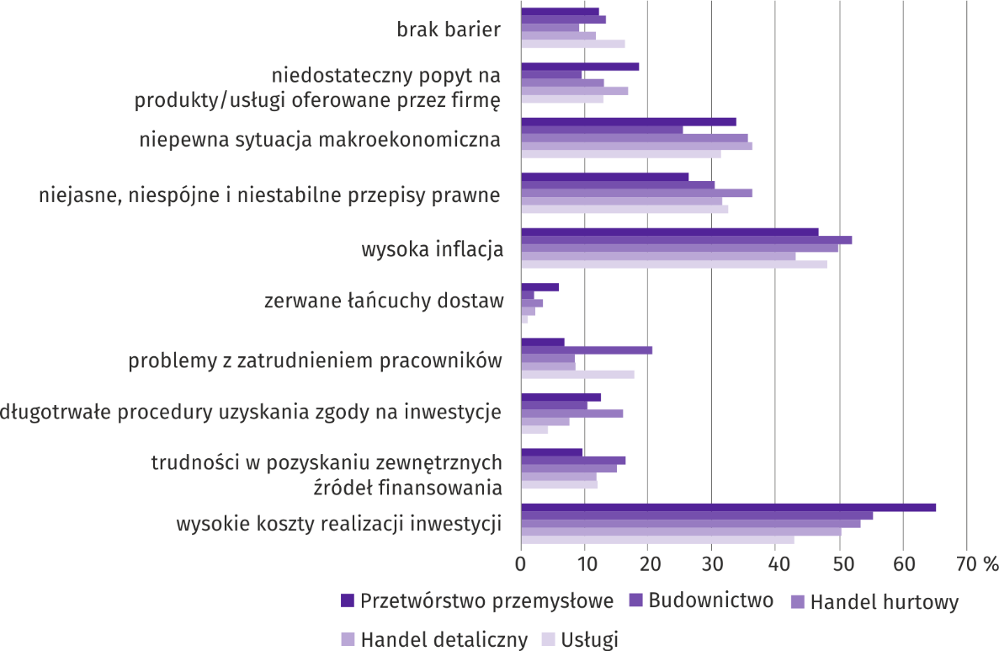 brak barier
niedostateczny popyt na
produkty/usługi oferowane przez firmę
niepewna sytuacja makroekonomiczna
niejasne, niespójne i niestabilne przepisy prawne
wysoka inflacja
zerwane łańcuchy dostaw
problemy z zatrudnieniem pracowników
długotrwałe procedury uzyskania zgody na inwestycje
trudności w pozyskaniu zewnętrznych
źródeł finansowania
wysokie koszty realizacji inwestycji
0 10 20 30 40 50 60 70 %
Przetwórstwo przemysłowe Budownictwo Handel hurtowy
Handel detaliczny Usługi